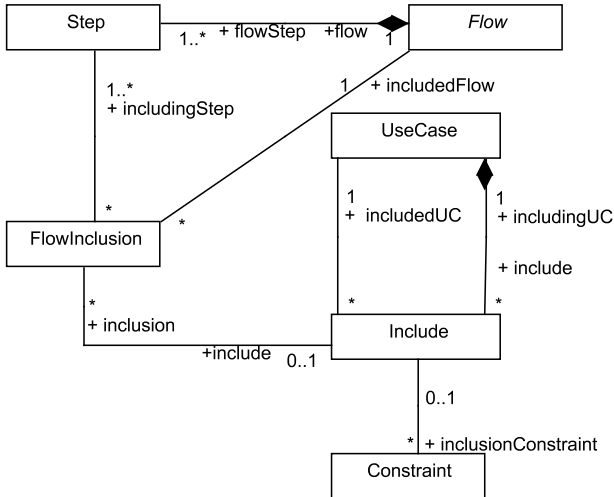 Step
Flow
+ flowStep
+flow
1
1..*
1..*
+ includingStep
1
+ includedFlow
UseCase
*
*
FlowInclusion
1
+ includedUC
1
+ includingUC
+ include
*
*
*
+ inclusion
Include
+include
0..1
0..1
*
+ inclusionConstraint
Constraint